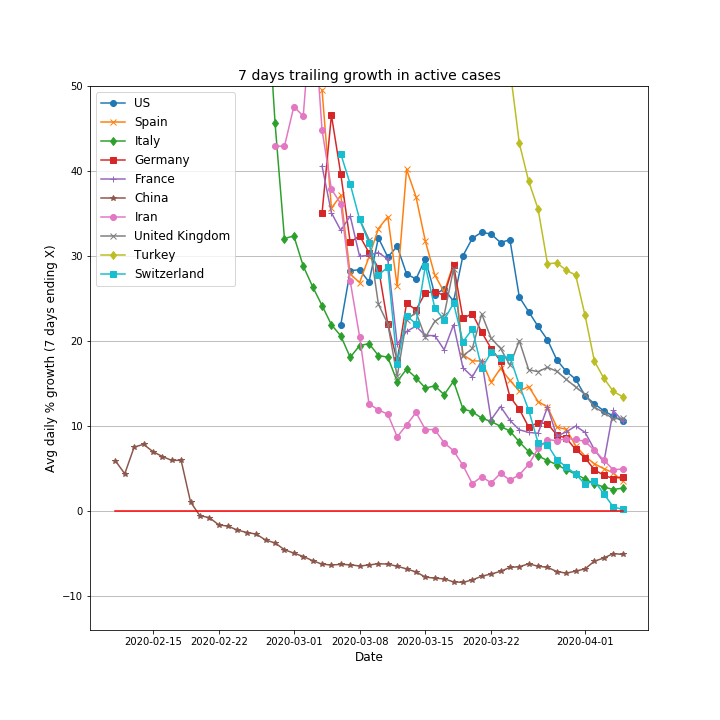 7 days trailing growth in active cases
Avg daily % growth (7 days ending X)
50
40
30
20
10
0
−10
US
Spain
Italy
Germany
France
China
Iran
United Kingdom
Turkey
Switzerland
2020-02-15 2020-02-22 2020-03-01 2020-03-08 2020-03-15 2020-03-22 2020-04-01
Date